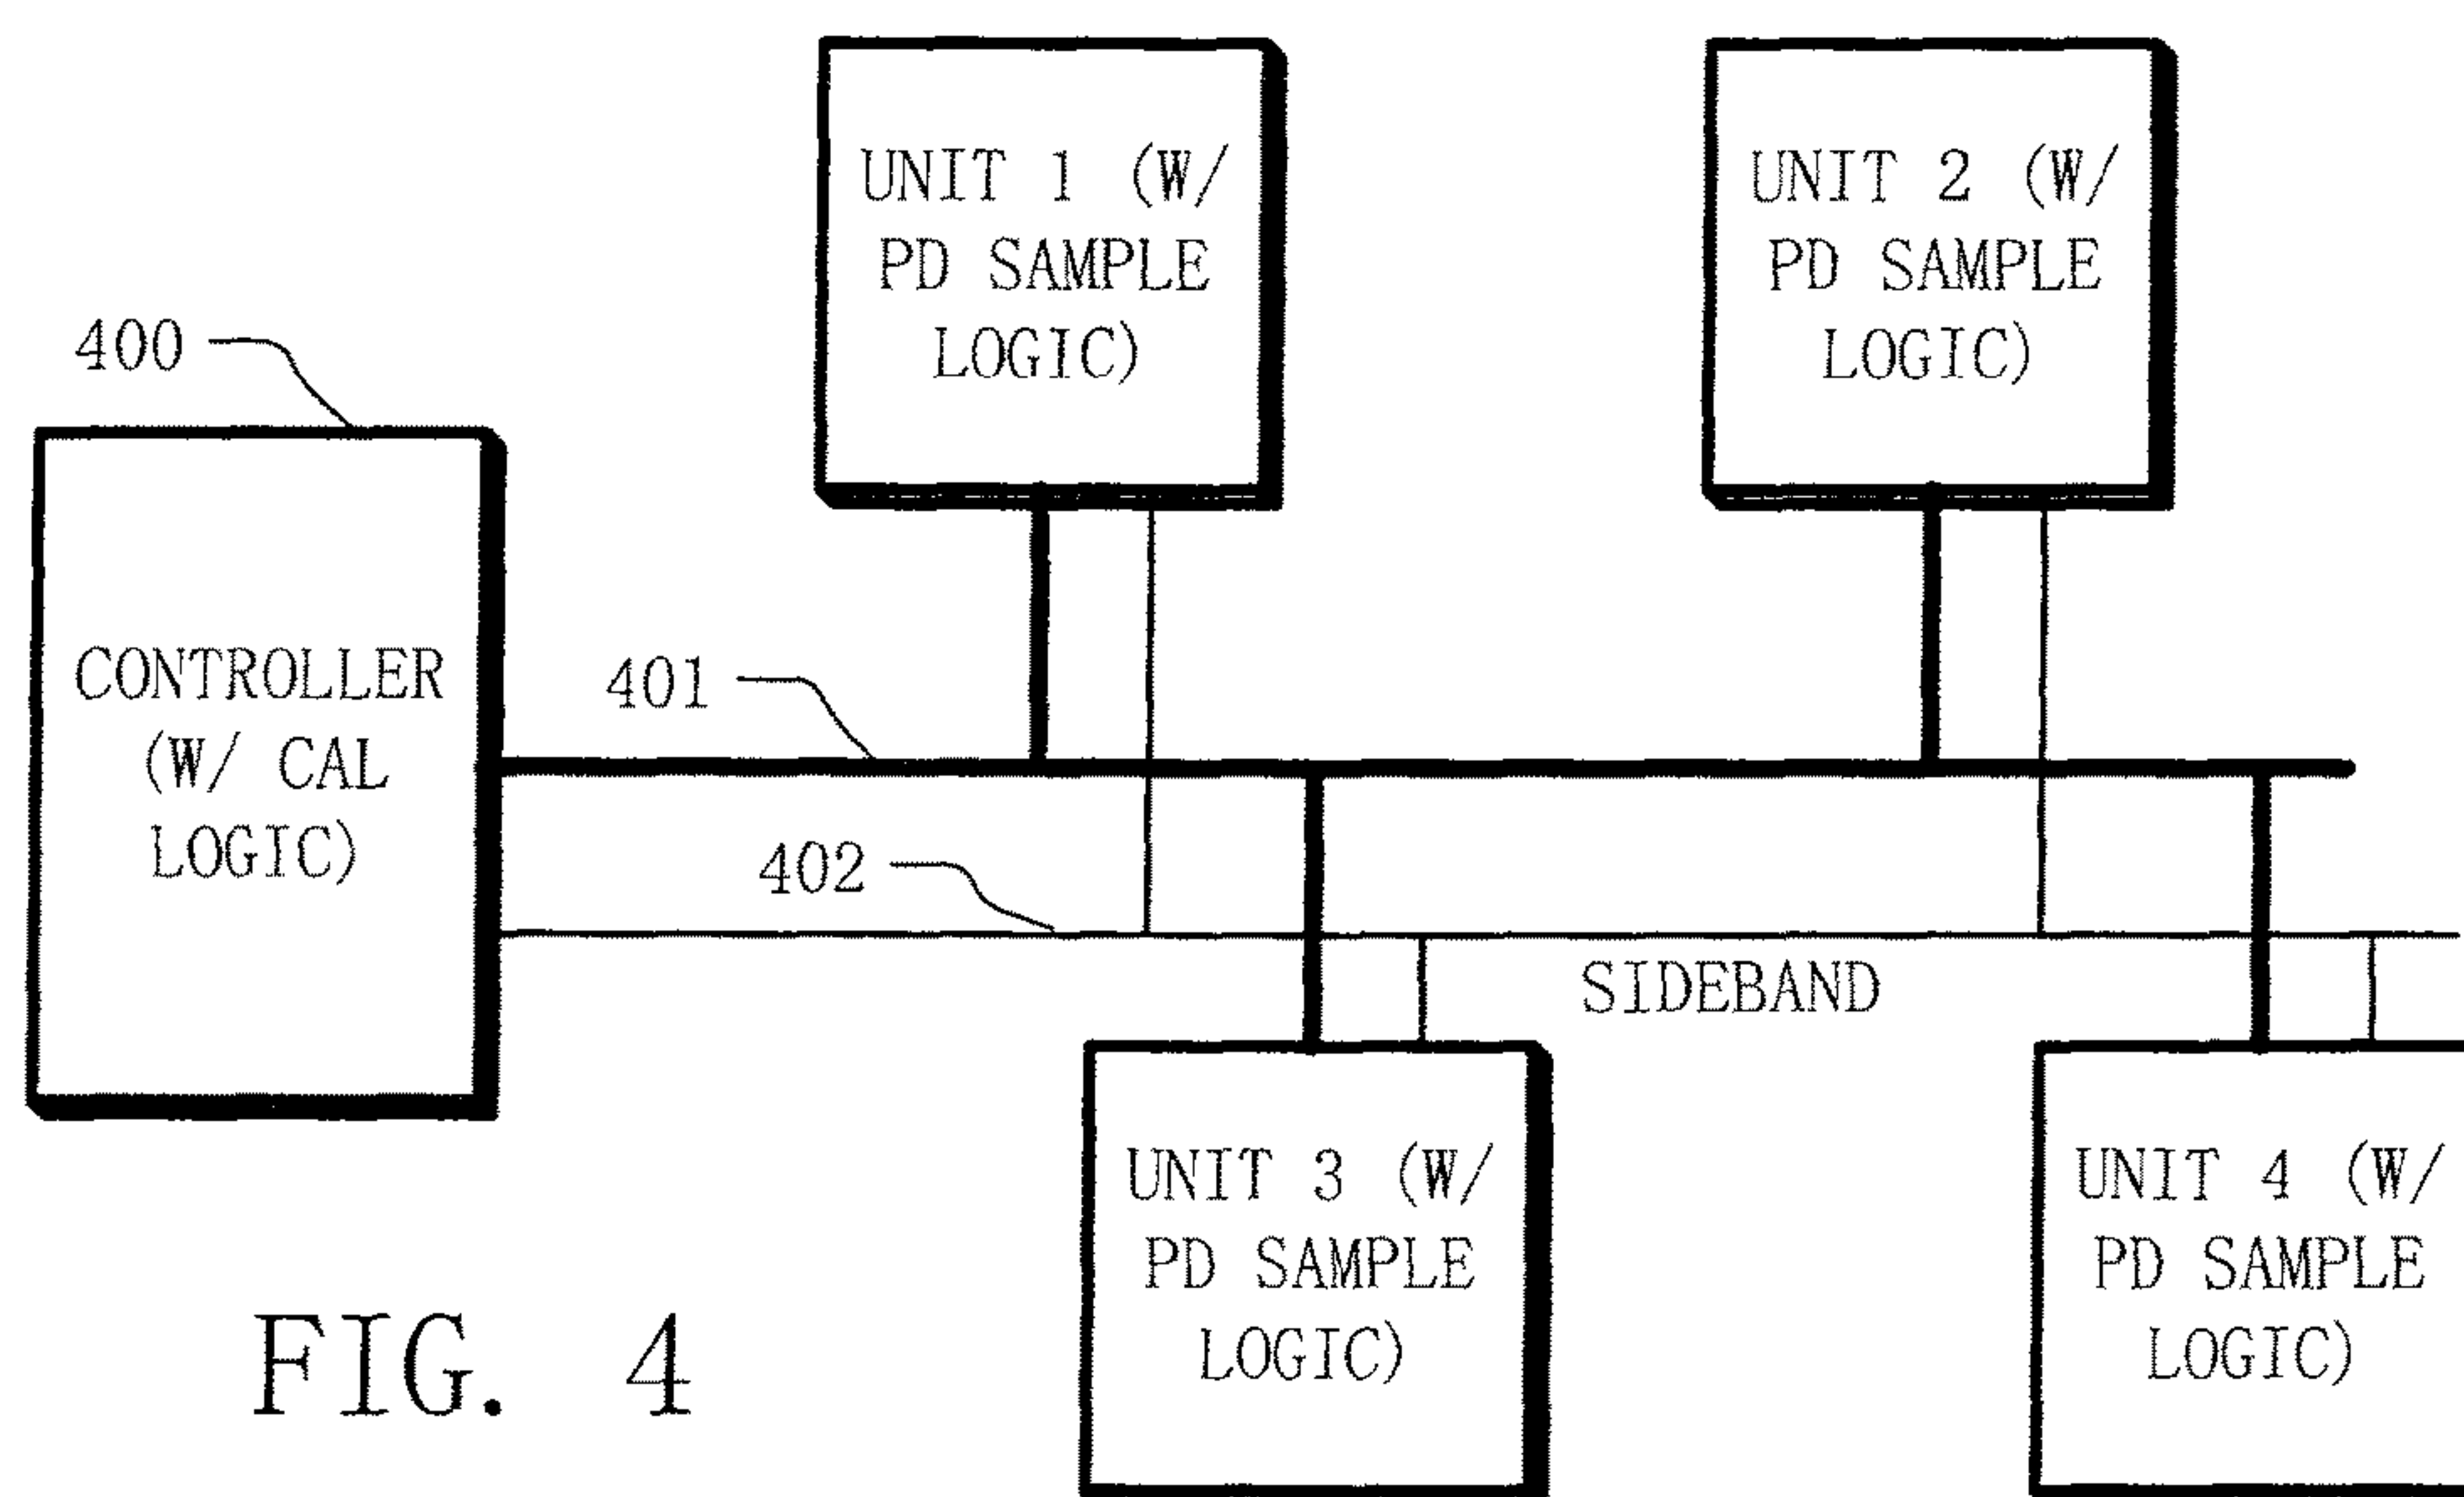 UNIT 1 (W/
PD SAMPLE
LOGIC)
UNIT 2 (W/
PD SAMPLE
LOGIC)
400
CONTROLLER
(W/ CAL
LOGIC)
401
402
SIDEBAND
UNIT 3 (W/
PD SAMPLE
LOGIC)
UNIT 4 (W/
PD SAMPLE
LOGIC)
FIG. 4